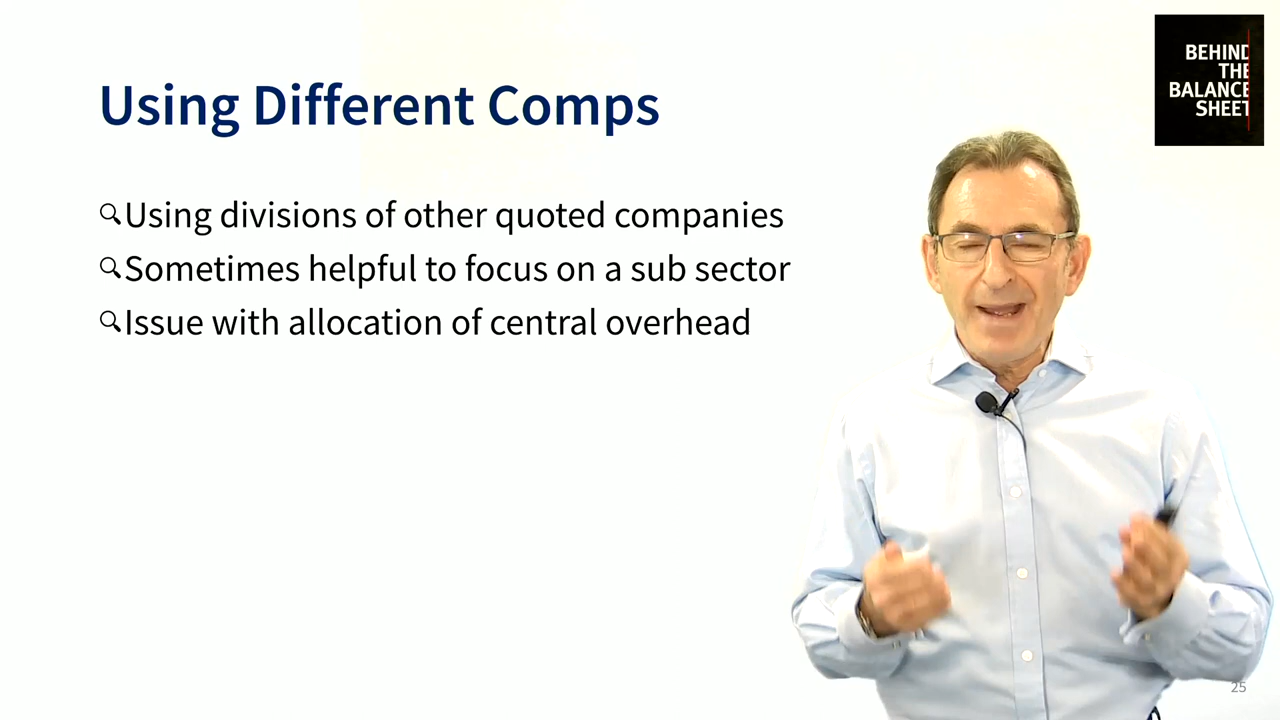 BEHIND
THE
BALANCE
SHEET
Using Different Comps
Using divisions of other quoted companies
Sometimes helpful to focus on a sub sector
Issue with allocation of central overhead
25